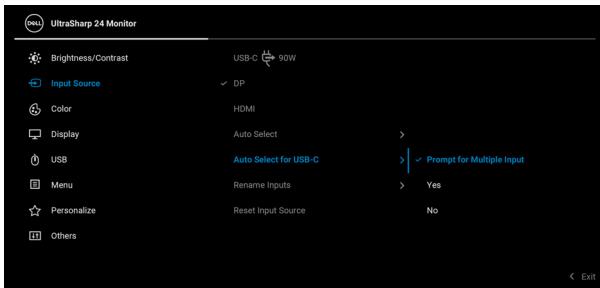 DELL UltraSharp 24 Monitor
Brightness/Contrast
USB-C 90W
Input Source
DP
Color
HDMI
Display
Auto Select
USB
Auto Select for USB-C
Prompt for Multiple Input
Menu
Rename Inputs
Yes
Personalize
Reset Input Source
No
Others
Exit